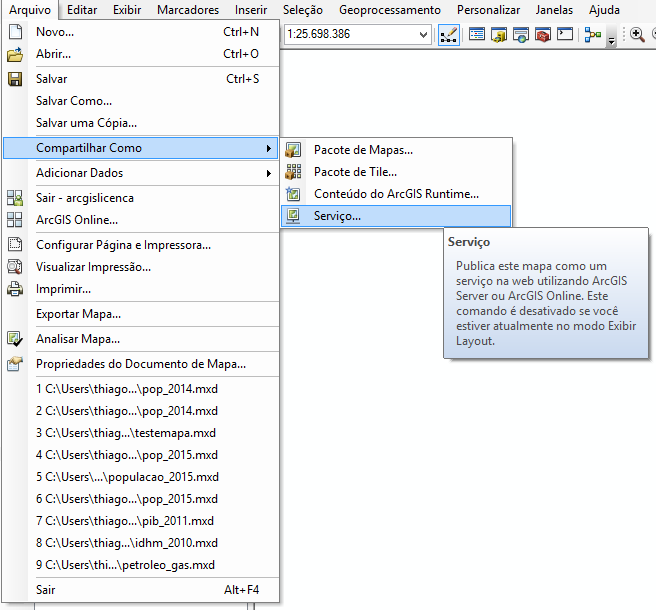 Arquivo Editar Exibir Marcadores Inserir Seleção Geoprocessamento Personalizar Janelas Ajuda
Novo... Ctrl+N
1:25.698.386
Abrir... Ctrl+O
Salvar Ctrl+S
Salvar Como...
Salvar uma Cópia...
Compartilhar Como
Pacote de Mapas...
Pacote de Tile...
Conteúdo do ArcGIS Runtime...
Serviço...
Serviço
Publica este mapa como um
serviço na web utilizando ArcGIS
Server ou ArcGIS Online. Este
comando é desativado se você
estiver atualmente no modo Exibir
Layout.
Adicionar Dados
Sair - arcgislicenca
ArcGIS Online...
Configurar Página e Impressora...
Visualizar Impressão...
Imprimir...
Exportar Mapa...
Analisar Mapa...
Propriedades do Documento de Mapa...
1 C:\Users\thiago...\pop_2014.mxd
2 C:\Users\thiago...\pop_2014.mxd
3 C:\Users\thiag...\testemapa.mxd
4 C:\Users\thiago...\pop_2015.mxd
5 C:\Users\...\populacao_2015.mxd
6 C:\Users\thiago...\pop_2015.mxd
7 C:\Users\thiago...\pib_2011.mxd
8 C:\Users\thiag...\idhm_2010.mxd
9 C:\Users\thi...\petroleo_gas.mxd
Sair Alt+F4